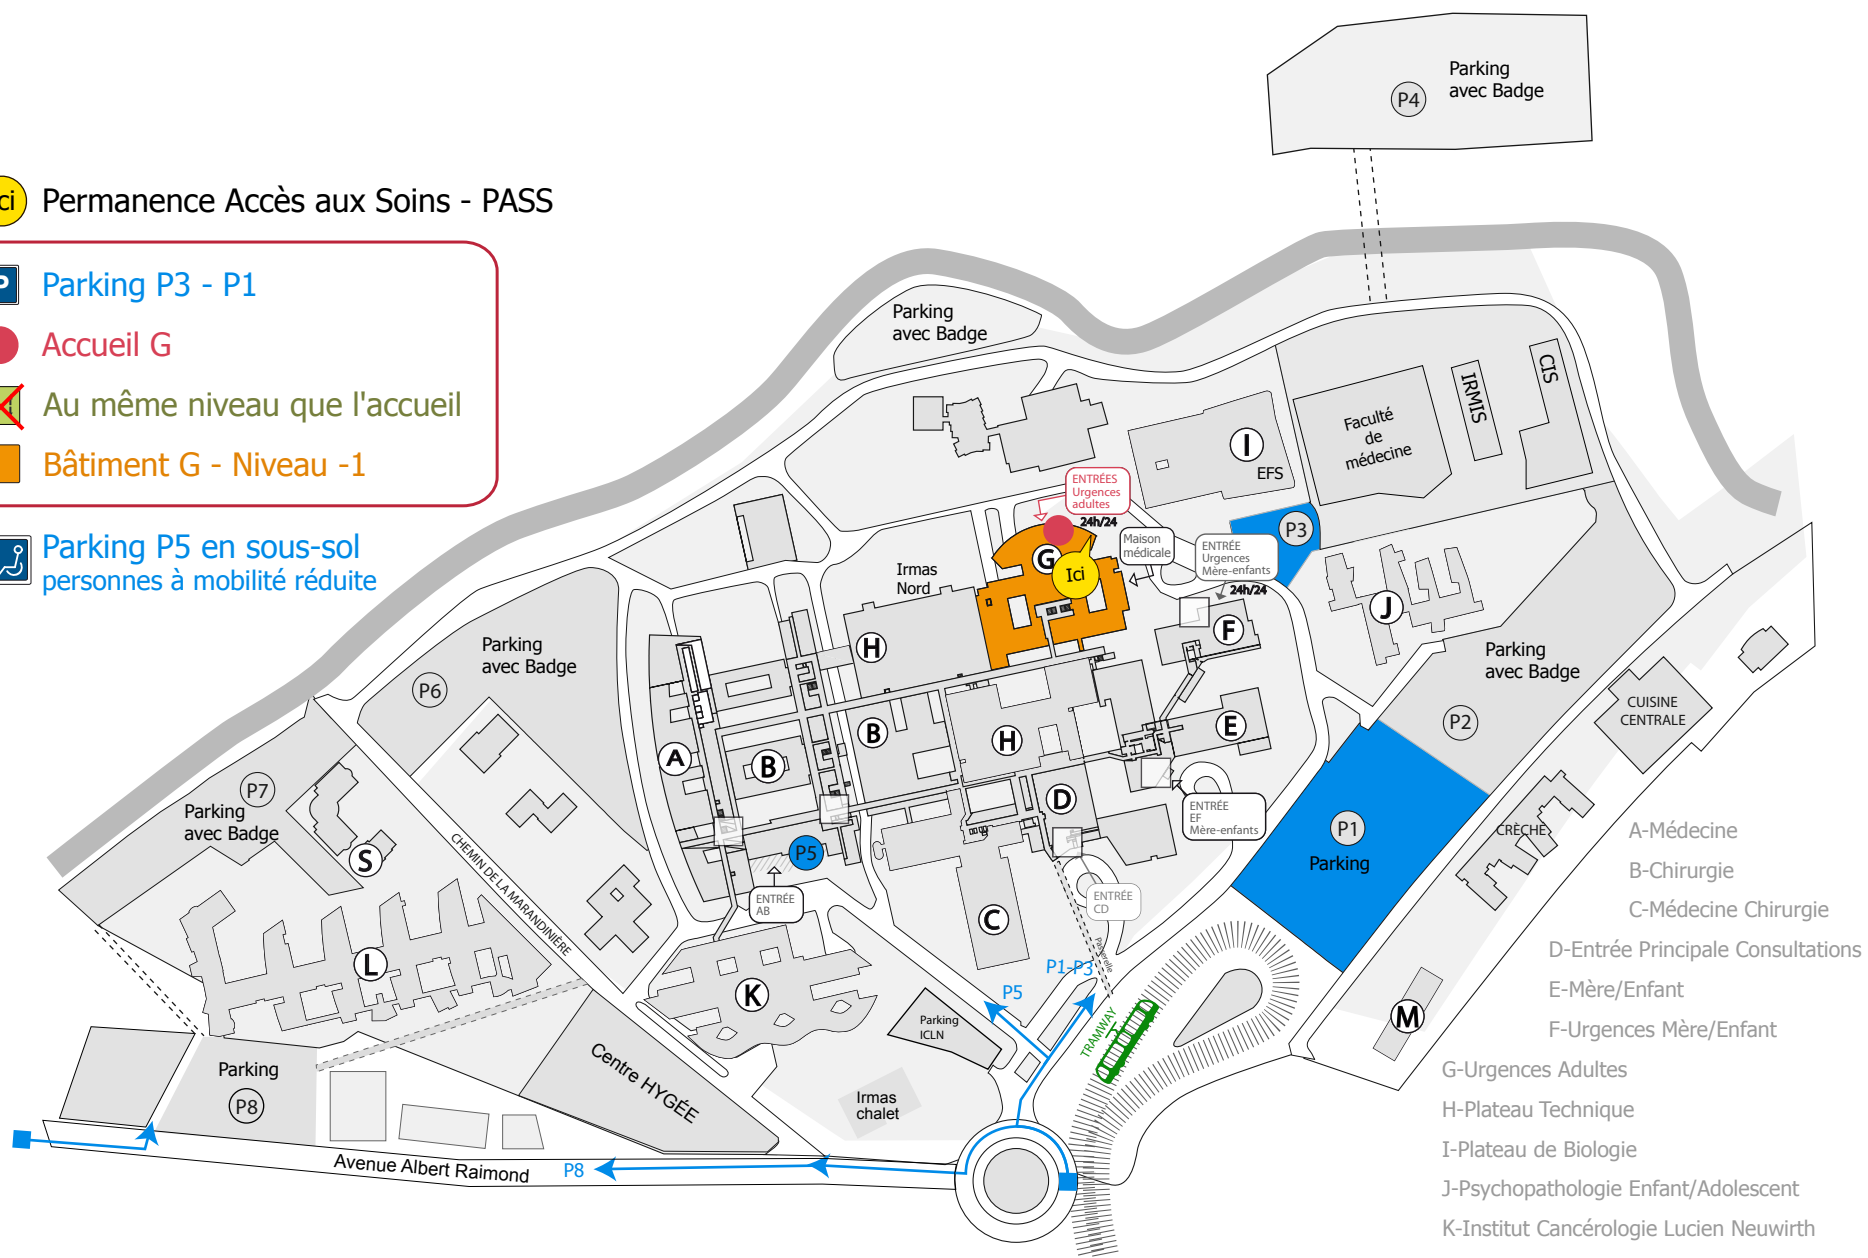 Parking
avec Badge
P4
ci
Permanence Accès aux Soins - PASS
P
Parking P3 - P1
Accueil G
Au même niveau que l'accueil
Bâtiment G - Niveau -1
Parking P5 en sous-sol
personnes à mobilité réduite
Parking
avec Badge
IRMIS
CIS
Faculté
de
médecine
I
EFS
ENTRÉES
Urgences
adultes
24h/24
Maison
médicale
ENTRÉE
Urgences
Mère-enfants
24h/24
P3
G
Ici
Irmas
Nord
H
F
J
Parking
avec Badge
P6
Parking
avec Badge
P2
CUISINE
CENTRALE
A
B
B
H
E
D
P7
Parking
avec Badge
S
CHEMIN DE LA MARANDINIÈRE
P5
ENTRÉE
AB
ENTRÉE
EF
Mère-enfants
ENTRÉE
CD
P1
Parking
CRÈCHE
C
Passerelle
L
K
P1-P3
P5
TRAMWAY
M
Parking
ICLN
Irmas
chalet
Centre HYGÉE
Parking
P8
Avenue Albert Raimond
P8
A-Médecine
B-Chirurgie
C-Médecine Chirurgie
D-Entrée Principale Consultations
E-Mère/Enfant
F-Urgences Mère/Enfant
G-Urgences Adultes
H-Plateau Technique
I-Plateau de Biologie
J-Psychopathologie Enfant/Adolescent
K-Institut Cancérologie Lucien Neuwirth